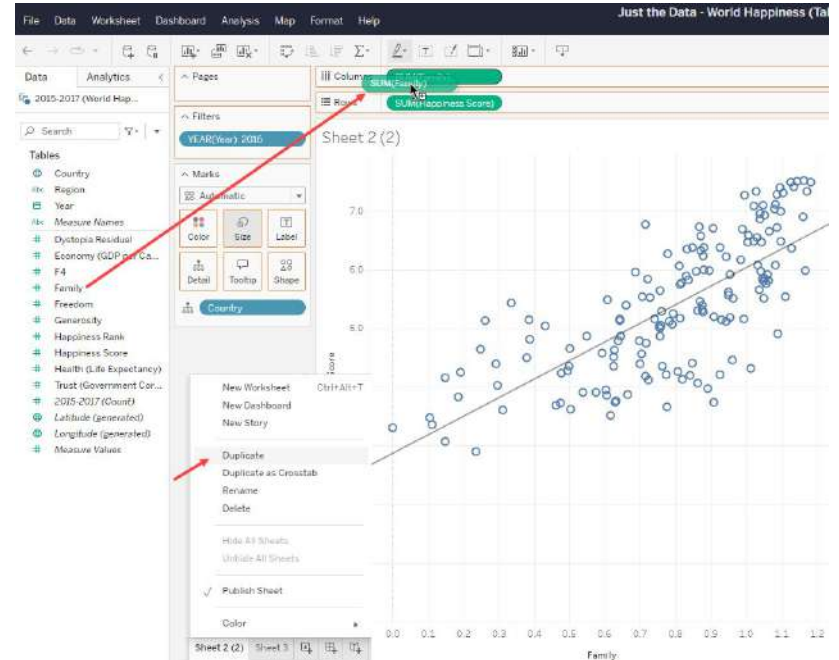 Just the Data - World Happiness (Ta
File Data Worksheet Dashboard Analysis Map Format Help
Data Analytics
2015-2017 (World Hap...
Search
Tables
Country
Abc Region
Year
Abc Measure Names
# Dystopia Residual
# Economy (GDP per Ca...
# F4
# Family
# Freedom
# Generosity
# Happiness Rank
# Happiness Score
# Health (Life Expectancy)
# Trust (Government Cor...
# 2015-2017 (Count)
Latitude (generated)
Longitude (generated)
# Measure Values
Pages
Filters
YEAR(Year): 2016
Marks
Automatic
Color Size Label
Detail Tooltip Shape
Country
Columns
SUM(Family)
Rows SUM(Happiness Score)
Sheet 2 (2)
7.0
6.0
5.0
Score
New Worksheet Ctrl+Alt+T
New Dashboard
New Story
Duplicate
Duplicate as Crosstab
Rename
Delete
Hide All Sheets
Unhide All Sheets
✓ Publish Sheet
Color
0.0 0.1 0.2 0.3 0.4 0.5 0.6 0.7 0.8 0.9 1.0 1.1 1.2
Family
Sheet 2 (2) Sheet 3